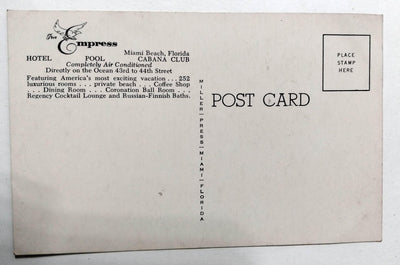 The
Empress
Miami Beach, Florida
HOTEL POOL CABANA CLUB
Completely Air Conditioned
Directly on the Ocean 43rd to 44th Street
Featuring America's most exciting vacation . . . 252
luxurious rooms . . . private beach . . . Coffee Shop
. . . Dining Room . . . Coronation Ball Room . . .
Regency Cocktail Lounge and Russian-Finnish Baths.
MILLER—PRESS—MIAMI—FLORIDA
POST CARD
PLACE
STAMP
HERE